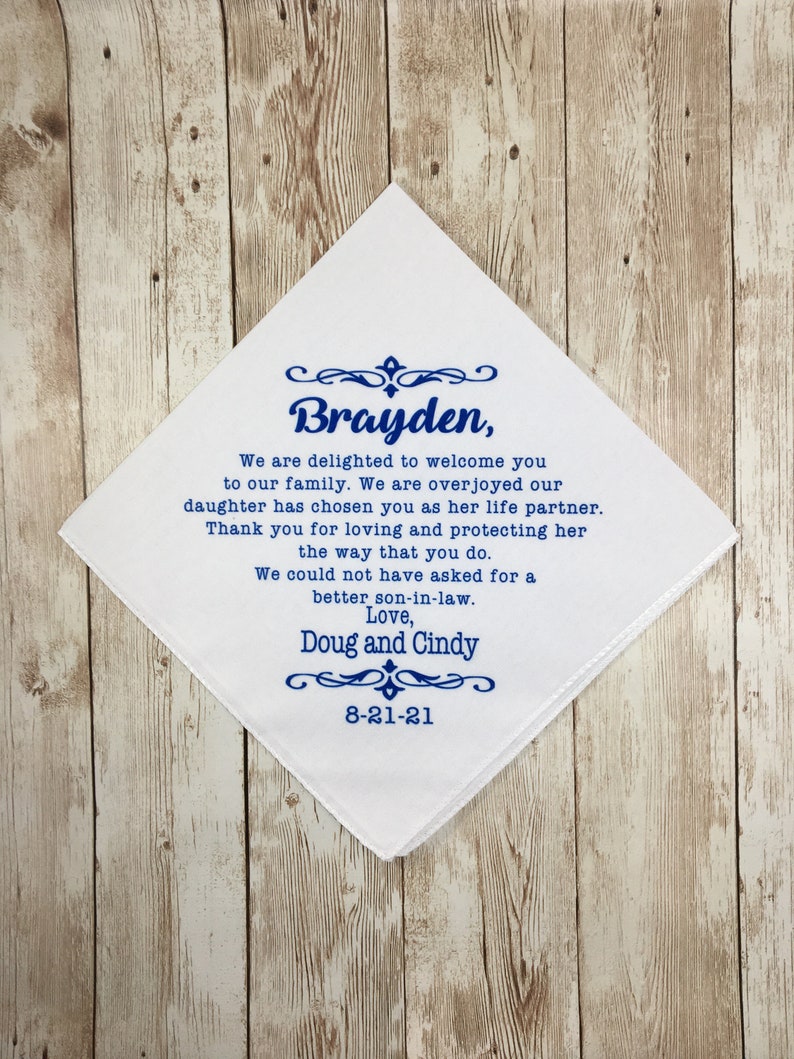 Brayden,
We are delighted to welcome you
to our family. We are overjoyed our
daughter has chosen you as her life partner.
Thank you for loving and protecting her
the way that you do.
We could not have asked for a
better son-in-law.
Love,
Doug and Cindy
8-21-21